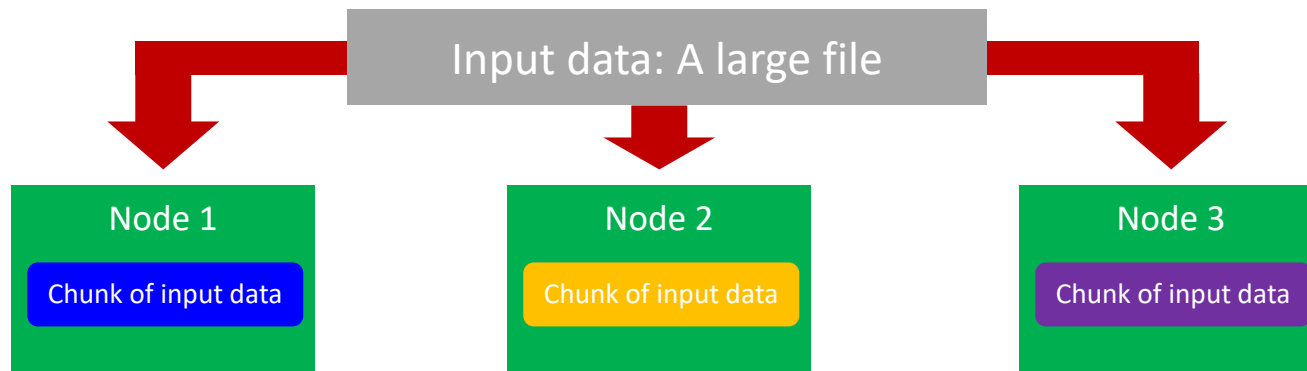 Input data: A large file
Node 1
Node 2
Node 3
Chunk of input data
Chunk of input data
Chunk of input data